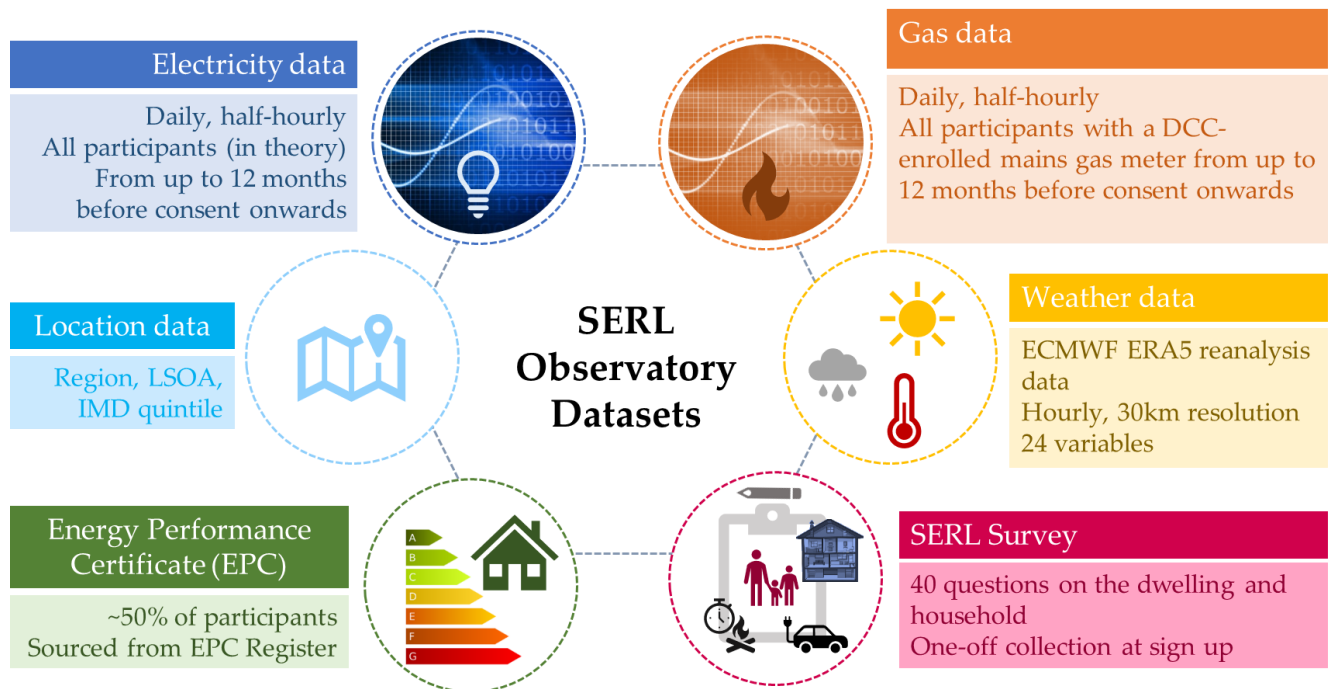 Electricity data
Daily, half-hourly
All participants (in theory)
From up to 12 months
before consent onwards
Gas data
Daily, half-hourly
All participants with a DCC-
enrolled mains gas meter from up to
12 months before consent onwards
Location data
Region, LSOA,
IMD quintile
SERL
Observatory
Datasets
Weather data
ECMWF ERA5 reanalysis
data
Hourly, 30km resolution
24 variables
Energy Performance
Certificate (EPC)
~50% of participants
Sourced from EPC Register
A
B
C
D
E
F
G
SERL Survey
40 questions on the dwelling and
household
One-off collection at sign up